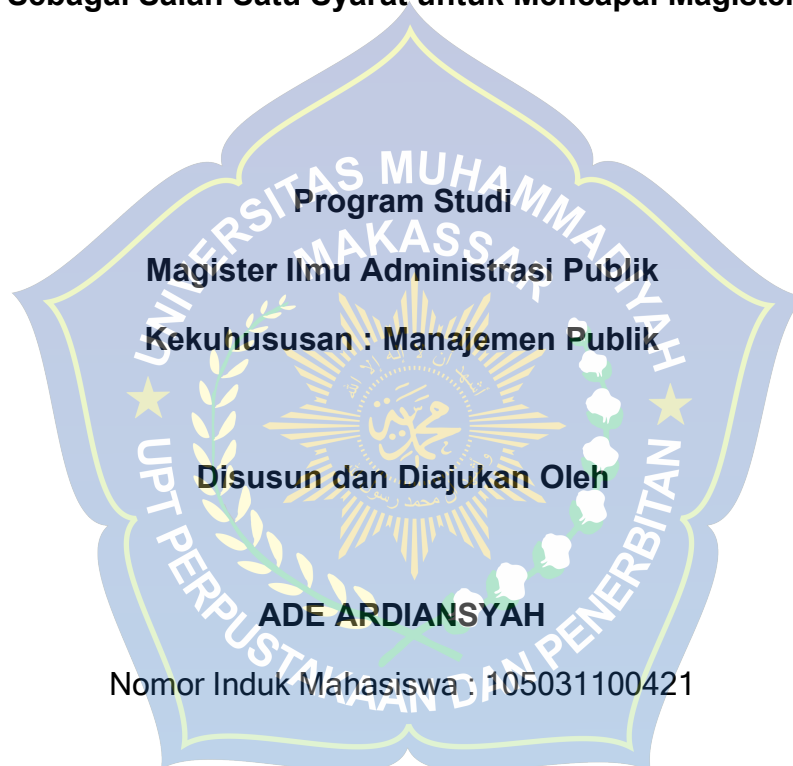 Sebagai Salah Satu Syarat untuk Mencapai Magister
UNIVERSITAS MUHAMMADIYAH
MAKASSAR
Program Studi
Magister Ilmu Administrasi Publik
Kekuhususan : Manajemen Publik
Disusun dan Diajukan Oleh
ADE ARDIANSYAH
Nomor Induk Mahasiswa : 105031100421
UPT PERPUSTAKAAN DAN PENERBITAN